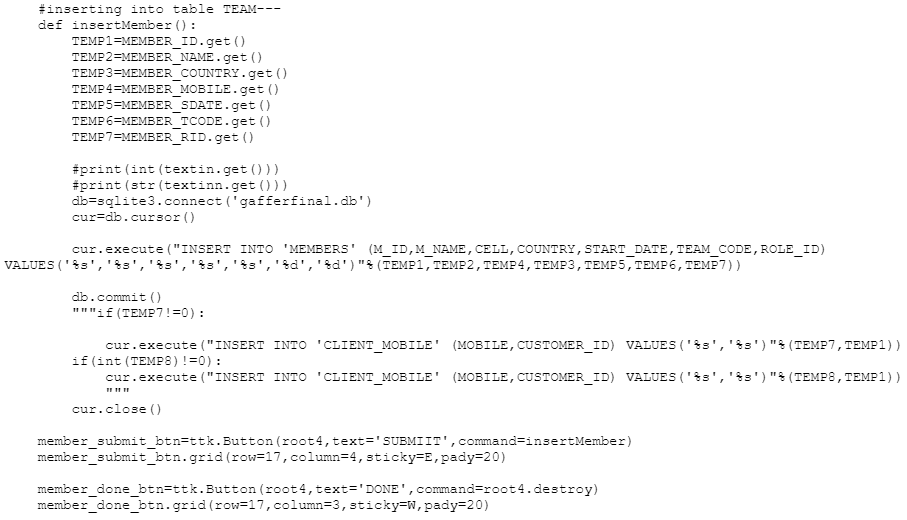 #inserting into table TEAM---
def insertMember():
TEMP1=MEMBER_ID.get()
TEMP2=MEMBER_NAME.get()
TEMP3=MEMBER_COUNTRY.get()
TEMP4=MEMBER_MOBILE.get()
TEMP5=MEMBER_SDATE.get()
TEMP6=MEMBER_TCODE.get()
TEMP7=MEMBER_RID.get()
#print(int(textin.get()))
#print(str(textinn.get()))
db=sqlite3.connect('gafferfinal.db')
cur=db.cursor()
cur.execute("INSERT INTO 'MEMBERS' (M_ID,M_NAME,CELL,COUNTRY,START_DATE,TEAM_CODE,ROLE_ID)
VALUES('%s','%s','%s','%s','%s','%d','%d')"%(TEMP1,TEMP2,TEMP4,TEMP3,TEMP5,TEMP6,TEMP7))
db.commit()
"""if(TEMP7!=0):
cur.execute("INSERT INTO 'CLIENT_MOBILE' (MOBILE,CUSTOMER_ID) VALUES('%s','%s')"%(TEMP7,TEMP1))
if(int(TEMP8)!=0):
cur.execute("INSERT INTO 'CLIENT_MOBILE' (MOBILE,CUSTOMER_ID) VALUES('%s','%s')"%(TEMP8,TEMP1))
"""
cur.close()
member_submit_btn=ttk.Button(root4,text='SUBMIIT',command=insertMember)
member_submit_btn.grid(row=17,column=4,sticky=E,pady=20)
member_done_btn=ttk.Button(root4,text='DONE',command=root4.destroy)
member_done_btn.grid(row=17,column=3,sticky=W,pady=20)